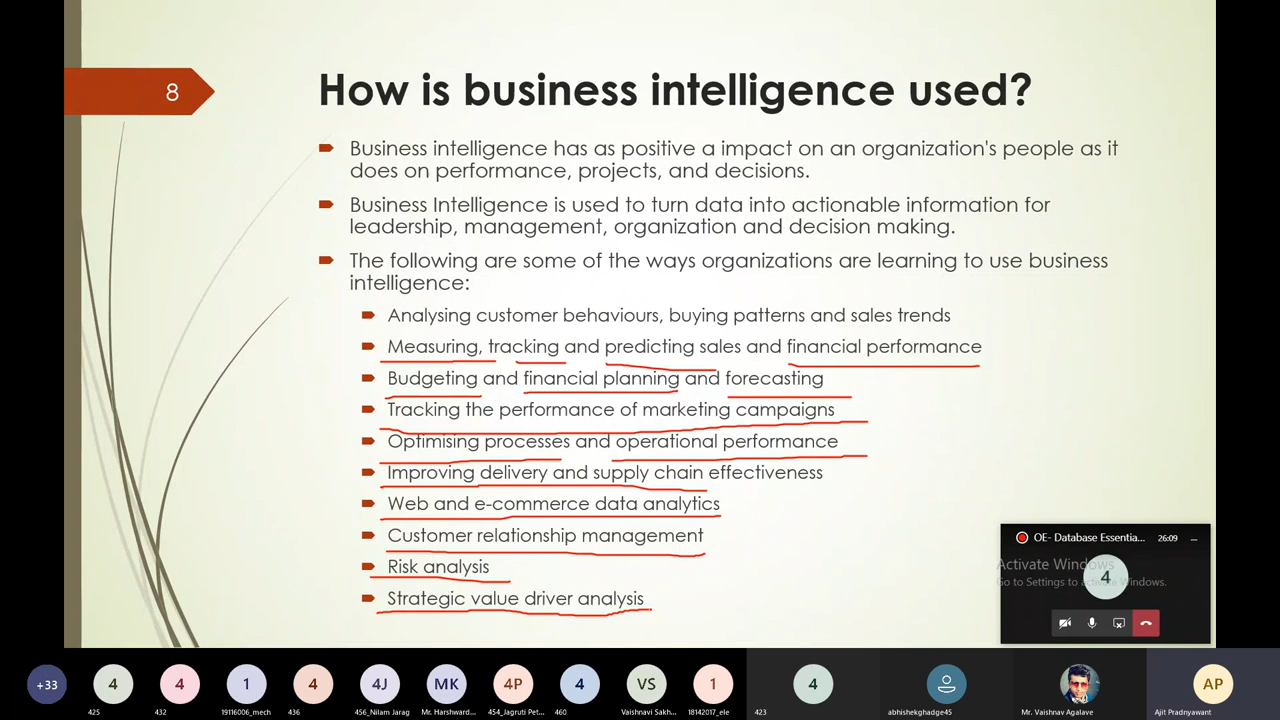 8
How is business intelligence used?
Business intelligence has as positive a impact on an organization's people as it
does on performance, projects, and decisions.
Business Intelligence is used to turn data into actionable information for
leadership, management, organization and decision making.
The following are some of the ways organizations are learning to use business
intelligence:
Analysing customer behaviours, buying patterns and sales trends
Measuring, tracking and predicting sales and financial performance
Budgeting and financial planning and forecasting
Tracking the performance of marketing campaigns
Optimising processes and operational performance
Improving delivery and supply chain effectiveness
Web and e-commerce data analytics
Customer relationship management
Risk analysis
Strategic value driver analysis
OE- Database Essentia... 26:09
Activate Windows
Go to Settings to activate Windows.
4
+33 4 4 1 4 4J MK 4P 4 VS 1 4 AP
425 432 19116006_mech 436 456_Nilam Jarag Mr. Harshward... 454_Jagruti Pet... 460 Vaishnavi Sakh... 18142017_ele 423 abhishekghadge45 Mr. Vaishnav Agalave Ajit Pradnyawant